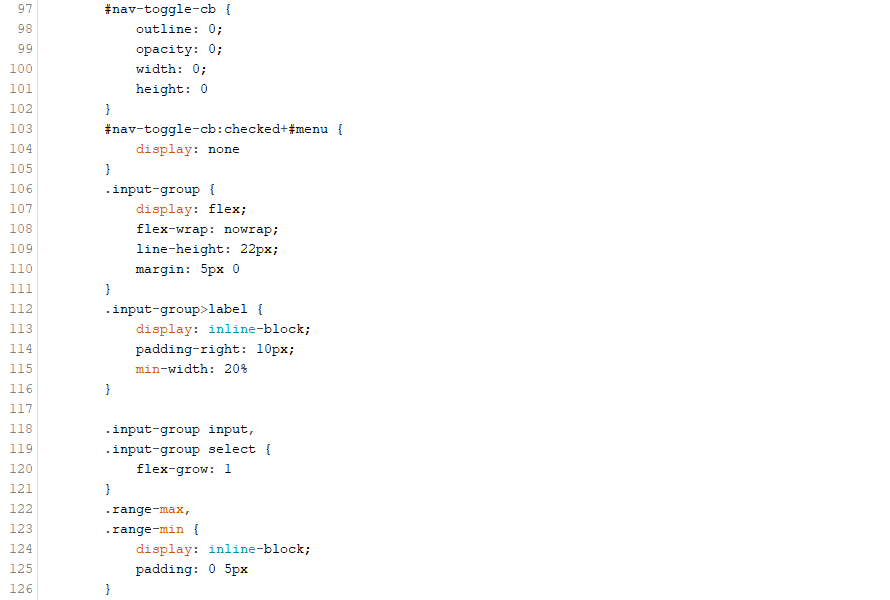 97 #nav-toggle-cb {
98 outline: 0;
99 opacity: 0;
100 width: 0;
101 height: 0
102 }
103 #nav-toggle-cb:checked+#menu {
104 display: none
105 }
106 .input-group {
107 display: flex;
108 flex-wrap: nowrap;
109 line-height: 22px;
110 margin: 5px 0
111 }
112 .input-group>label {
113 display: inline-block;
114 padding-right: 10px;
115 min-width: 20%
116 }
117
118 .input-group input,
119 .input-group select {
120 flex-grow: 1
121 }
122 .range-max,
123 .range-min {
124 display: inline-block;
125 padding: 0 5px
126 }